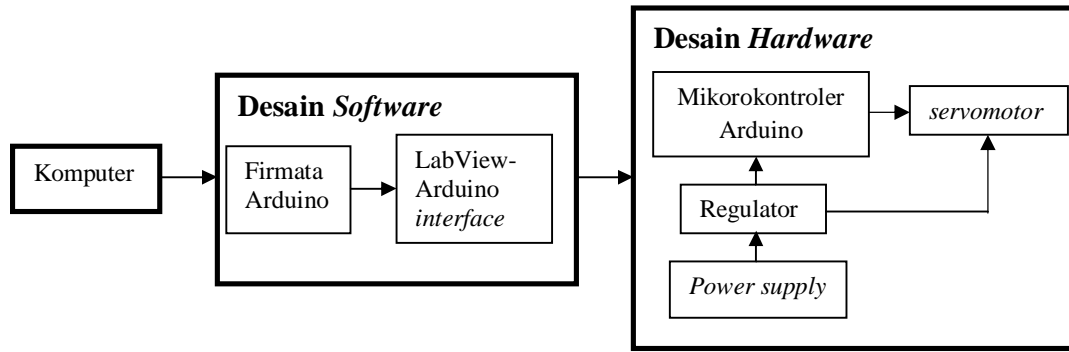 Komputer
Desain Software
Firmata
Arduino
LabView-
Arduino
interface
Desain Hardware
Mikorokontroler
Arduino
servomotor
Regulator
Power supply